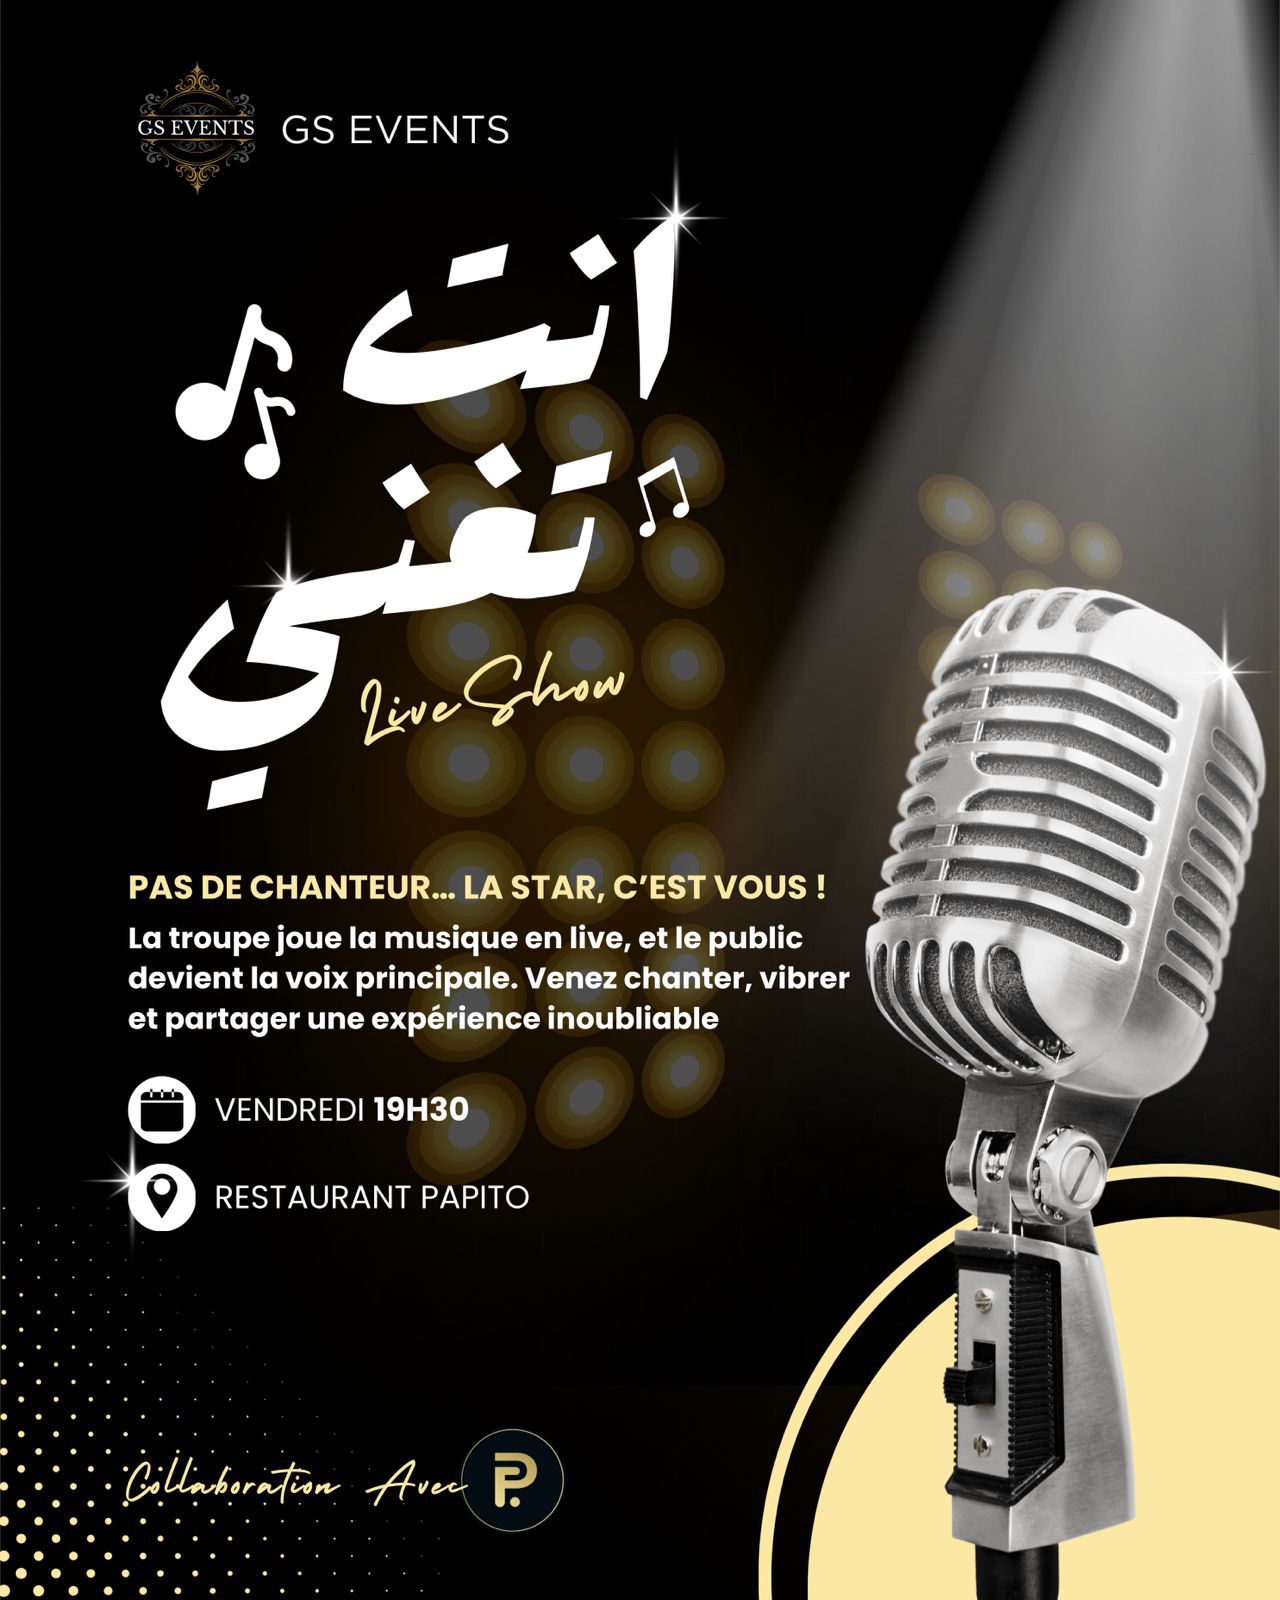 GS EVENTS
GS EVENTS
انت
تغني
Live Show
PAS DE CHANTEUR... LA STAR, C'EST VOUS !
La troupe joue la musique en live, et le public
devient la voix principale. Venez chanter, vibrer
et partager une expérience inoubliable
VENDREDI 19H30
RESTAURANT PAPITO
Collaboration Avec
P.